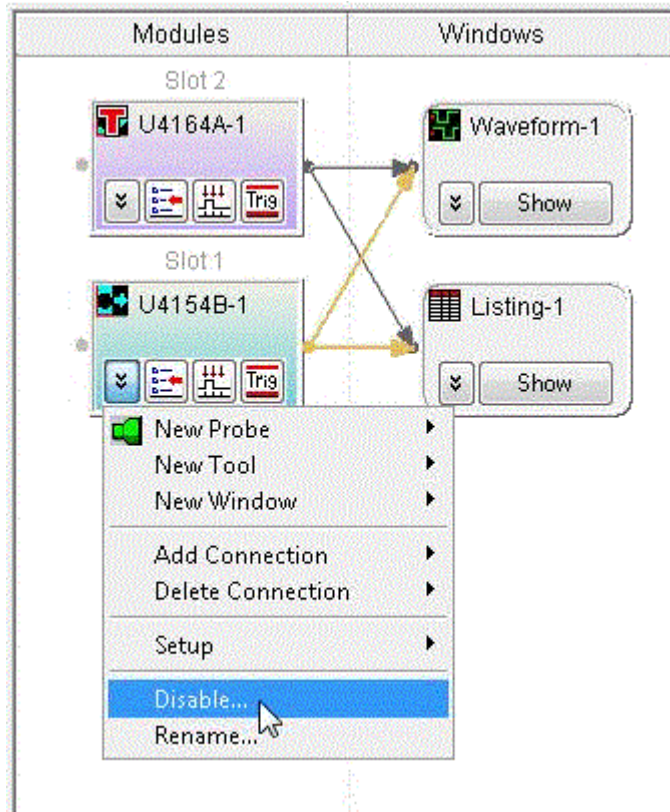 Modules Windows
Slot 2
U4164A-1
Trig
Waveform-1
Show
Slot 1
U4154B-1
Trig
Listing-1
Show
New Probe
New Tool
New Window
Add Connection
Delete Connection
Setup
Disable...
Rename...